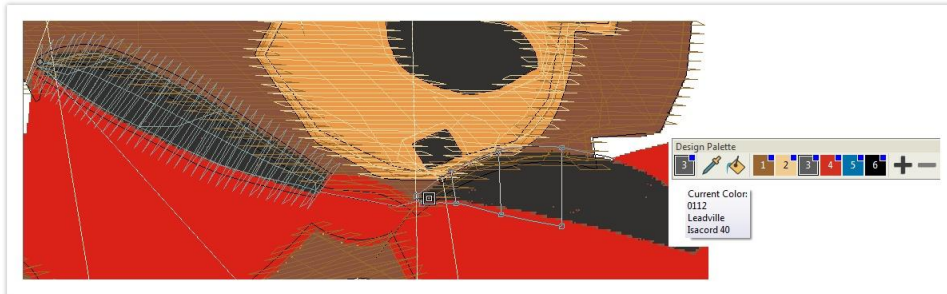 Design Palette
3 1 2 3 4 5 6
Current Color:
0112
Leadville
Isacord 40